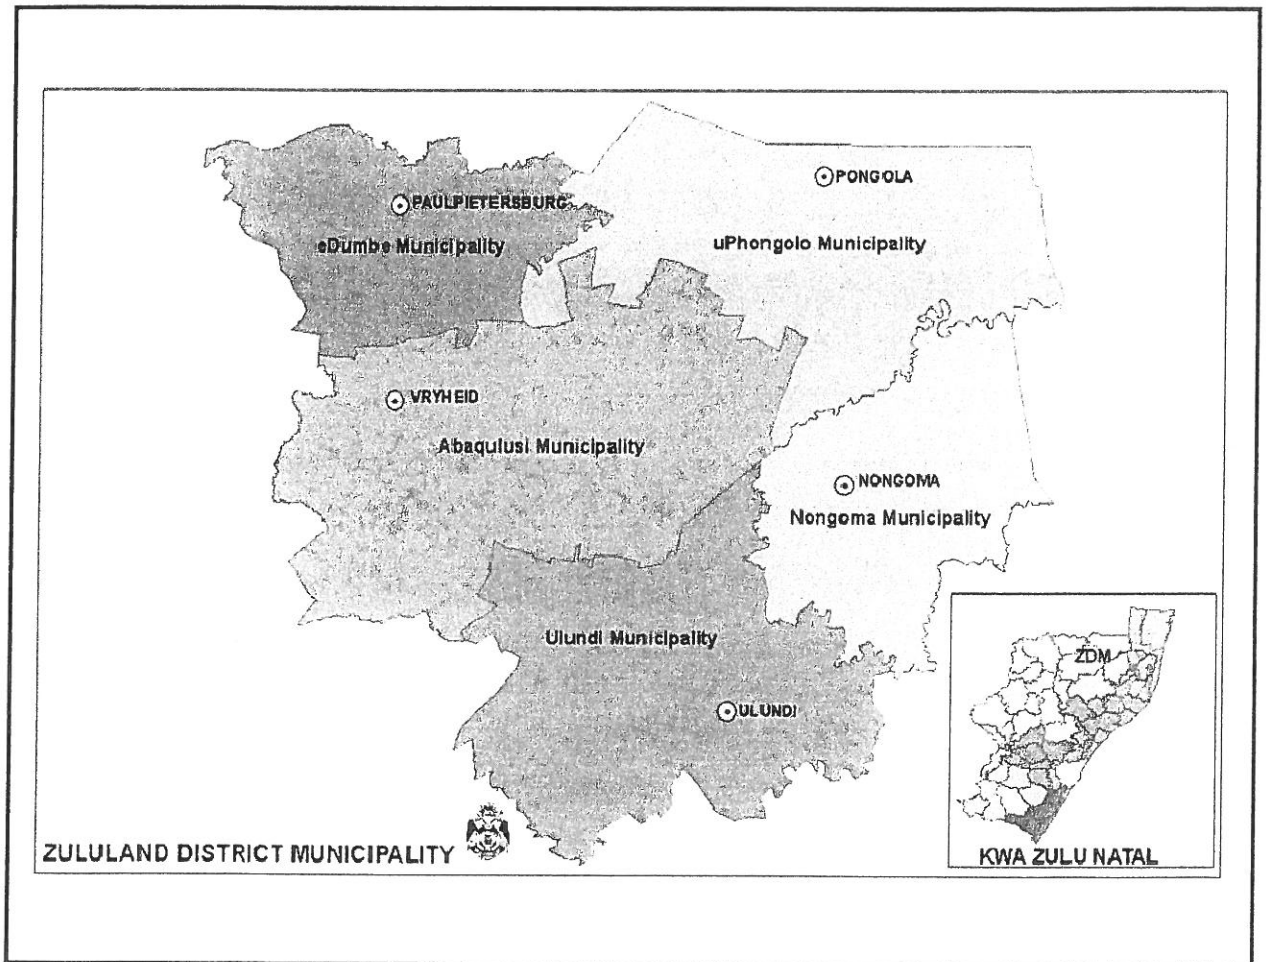 PONGOLA
PAULPIETERSBURG
eDumbe Municipality
uPhongolo Municipality
VRYHEID
Abaqulusi Municipality
NONGOMA
Nongoma Municipality
Ulundi Municipality
ZDM
ULUNDI
ZULULAND DISTRICT MUNICIPALITY
KWA ZULU NATAL